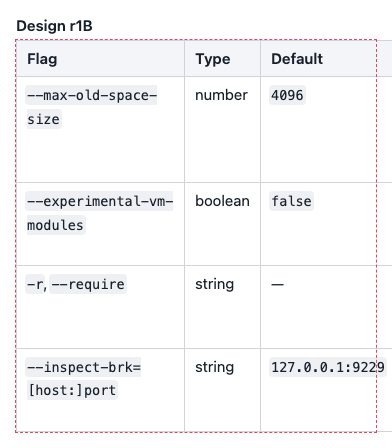 Design r1B
Flag Type Default
--max-old-space- number 4096
size
--experimental-vm- boolean false
modules
-r, --require string —
--inspect-brk= string 127.0.0.1:9229
[host:]port